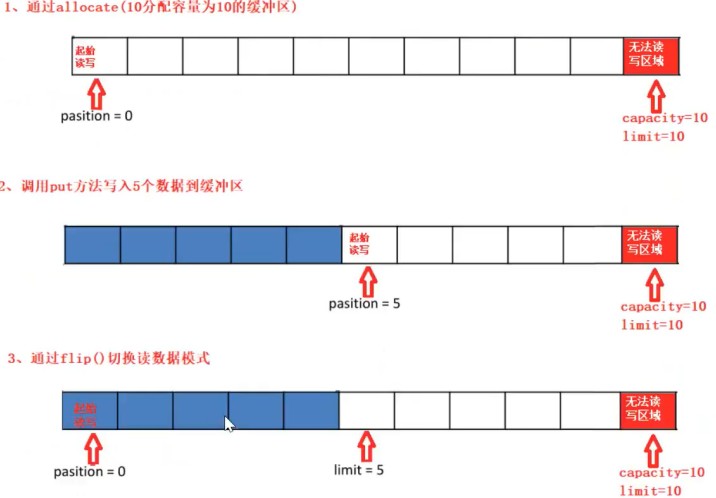 1、通过allocate(10分配容量为10的缓冲区)
起始
读写
无法读
写区域
pasition = 0
capacity=10
limit=10
2、调用put方法写入5个数据到缓冲区
起始
读写
无法读
写区域
pasition = 5
capacity=10
limit=10
3、通过flip()切换读数据模式
起始
读写
无法读
写区域
pasition = 0
limit = 5
capacity=10
limit=10